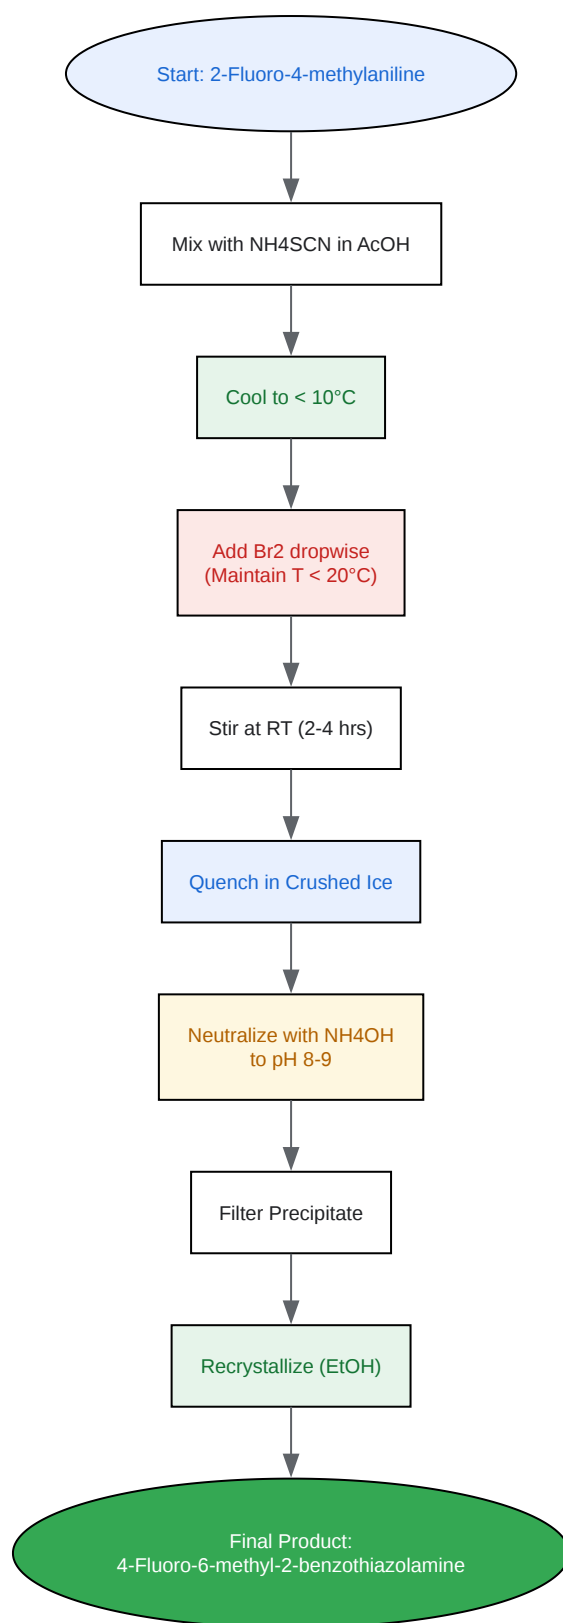 Start: 2-Fluoro-4-methylaniline
Mix with NH4SCN in AcOH
Cool to < 10°C
Add Br2 dropwise
(Maintain T < 20°C)
Stir at RT (2-4 hrs)
Quench in Crushed Ice
Neutralize with NH4OH
to pH 8-9
Filter Precipitate
Recrystallize (EtOH)
Final Product:
4-Fluoro-6-methyl-2-benzothiazolamine